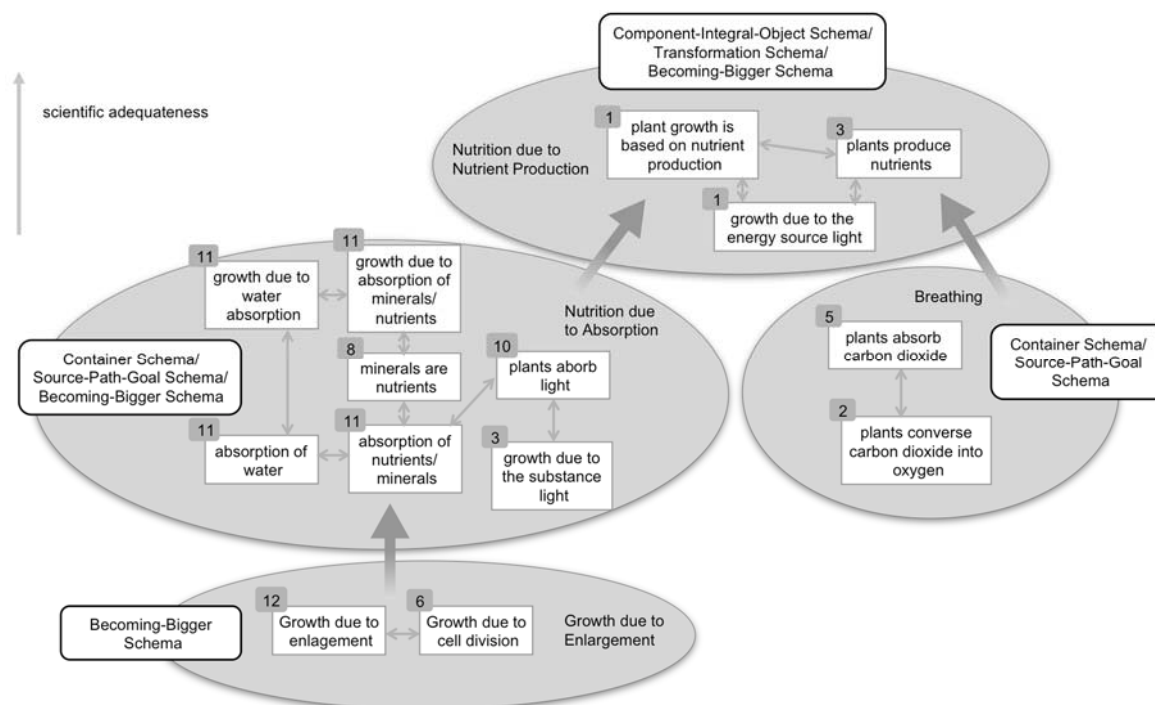 Component-Integral-Object Schema/
Transformation Schema/
Becoming-Bigger Schema
scientific adequateness
Nutrition due to
Nutrient Production
1
plant growth is
based on nutrient
production
3
plants produce
nutrients
1
growth due to the
energy source light
11
growth due to
water
absorption
11
growth due to
absorption of
minerals/
nutrients
Nutrition due
to Absorption
8
minerals are
nutrients
10
plants aborb
light
Container Schema/
Source-Path-Goal Schema/
Becoming-Bigger Schema
11
absorption of
water
11
absorption of
nutrients/
minerals
3
growth due to
the substance
light
Breathing
5
plants absorb
carbon dioxide
Container Schema/
Source-Path-Goal
Schema
2
plants converse
carbon dioxide into
oxygen
Becoming-Bigger
Schema
12
Growth due to
enlagement
6
Growth due to
cell division
Growth due to
Enlargement